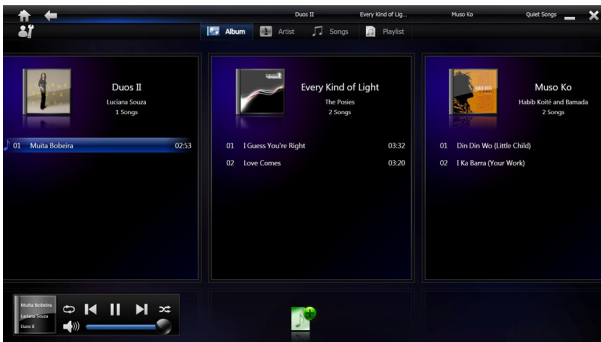 Duos II Every Kind of Lig... Muso Ko Quiet Songs
Album Artist Songs Playlist
Duos II
Luciana Souza
1 Songs
01 Muita Bobeira 02:53
Every Kind of Light
The Posies
2 Songs
01 I Guess You're Right 03:32
02 Love Comes 03:20
Muso Ko
Habib Koité and Bamada
2 Songs
01 Din Din Wo (Little Child)
02 I Ka Barra (Your Work)
Muita Bobeira
Luciana Souza
Duos II